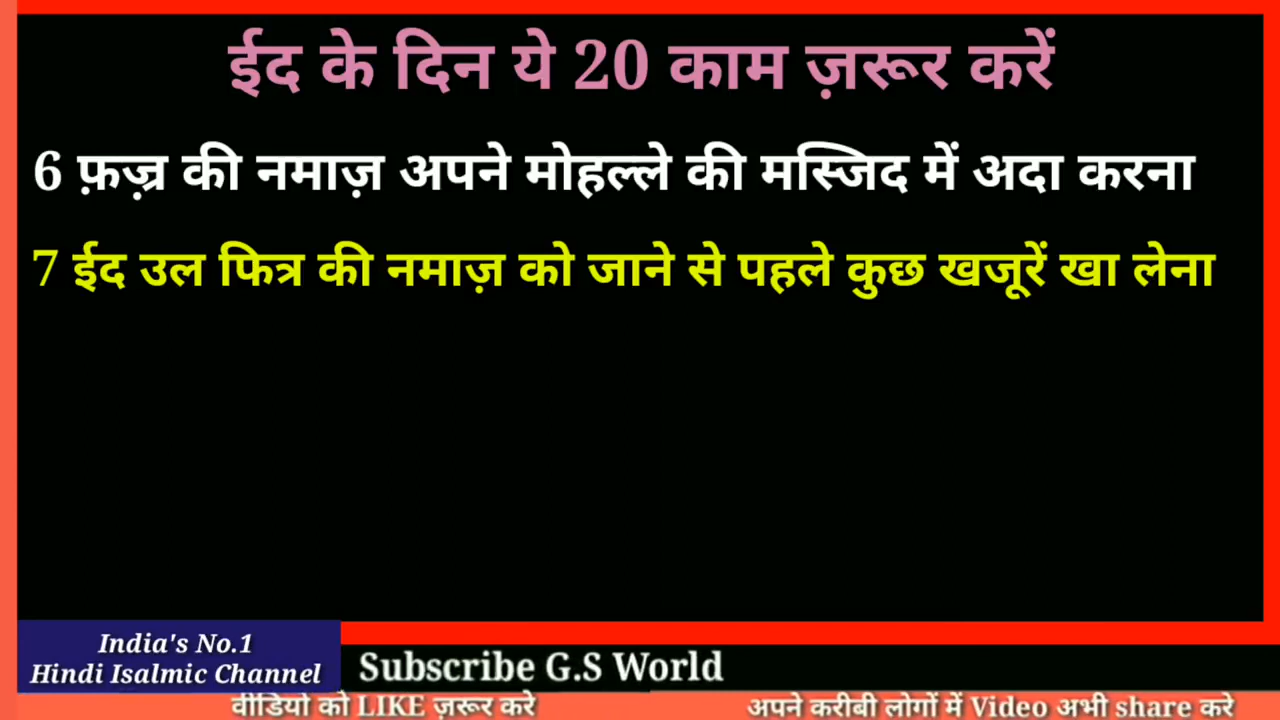 ईद के दिन ये 20 काम ज़रूर करें
6 फ़ज़्र की नमाज़ अपने मोहल्ले की मस्जिद में अदा करना
7 ईद उल फित्र की नमाज़ को जाने से पहले कुछ खजूरें खा लेना
India's No.1
Hindi Isalmic Channel
Subscribe G.S World
वीडियो को LIKE ज़रूर करे
अपने करीबी लोगों में Video अभी share करे